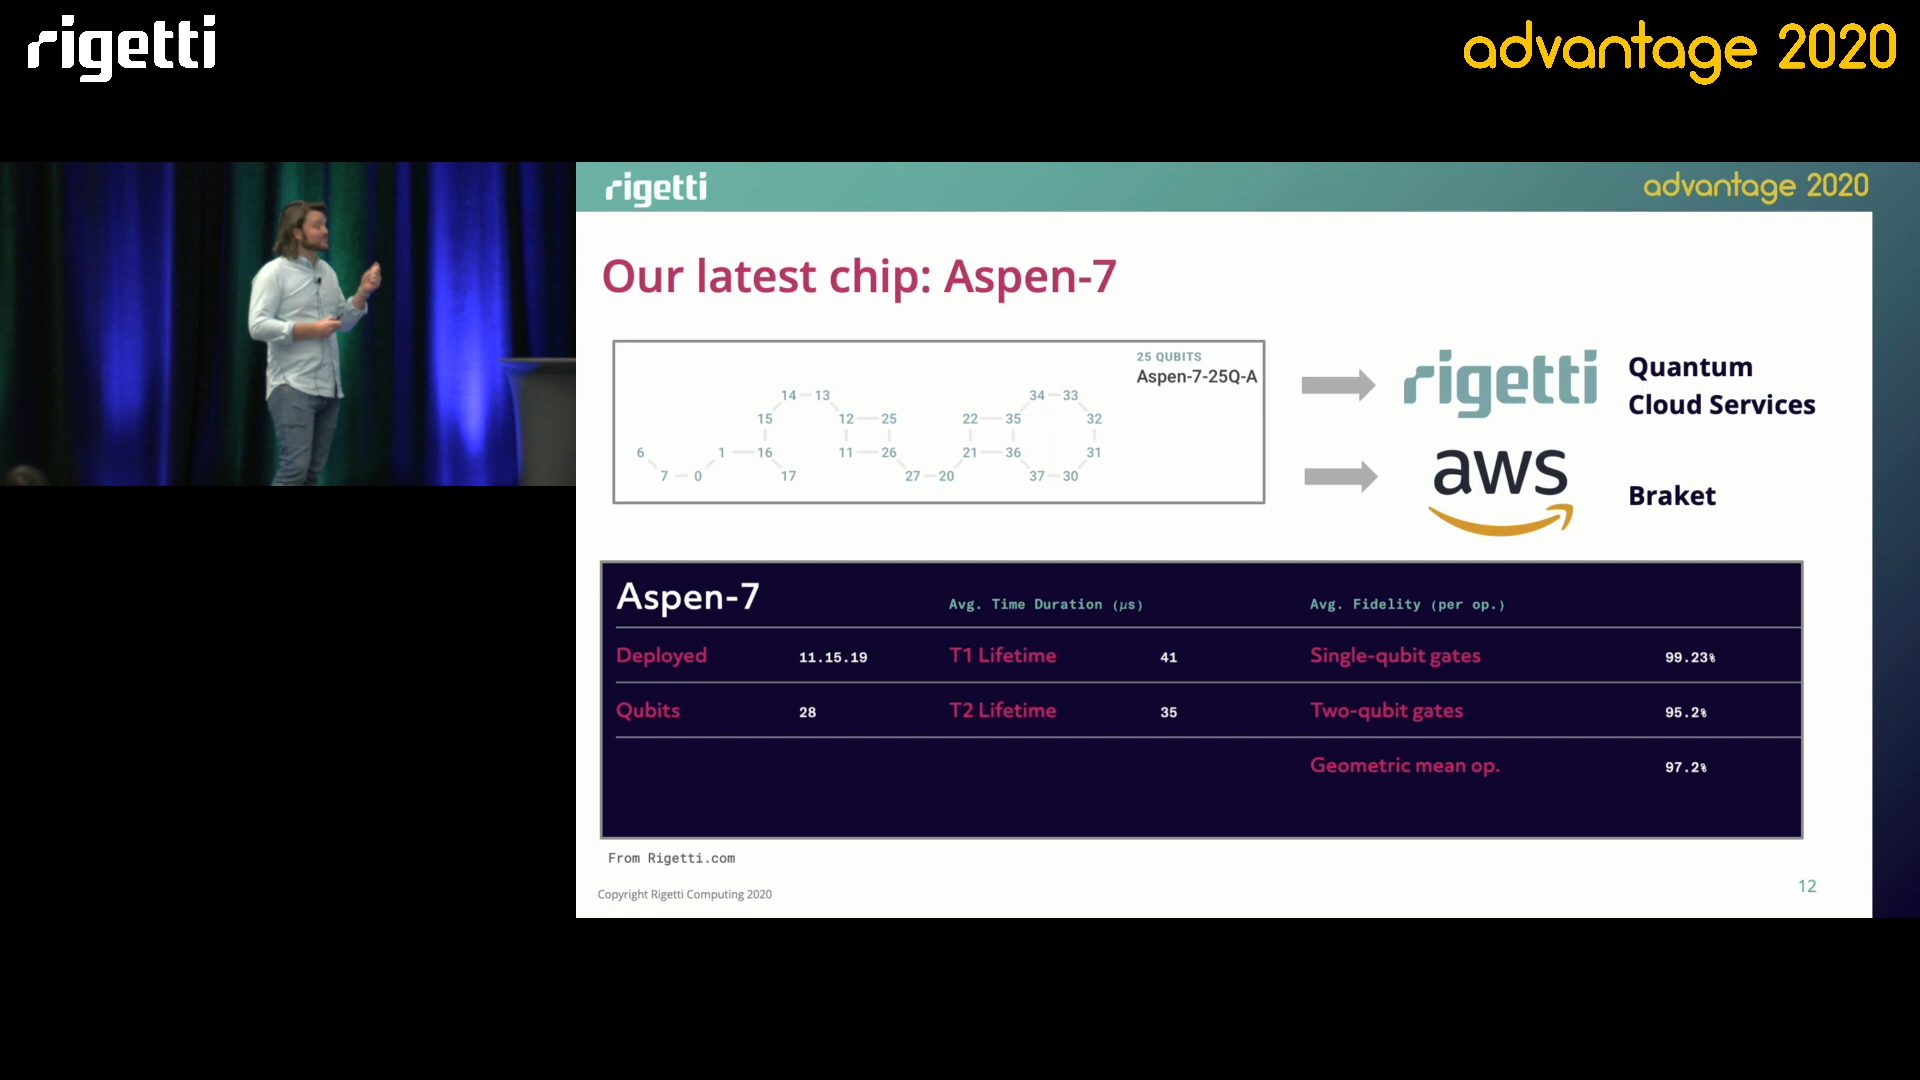 rigetti
advantage 2020
rigetti
advantage 2020
Our latest chip: Aspen-7
25 QUBITS
Aspen-7-25Q-A
14 13 34 33
15 12 25 22 35 32
6 1 16 11 26 21 36 31
7 0 17 27 20 37 30
rigetti
Quantum
Cloud Services
aws
Braket
Aspen-7 Avg. Time Duration (µs) Avg. Fidelity (per op.)
Deployed 11.15.19 T1 Lifetime 41 Single-qubit gates 99.23%
Qubits 28 T2 Lifetime 35 Two-qubit gates 95.2%
Geometric mean op. 97.2%
From Rigetti.com
Copyright Rigetti Computing 2020
12